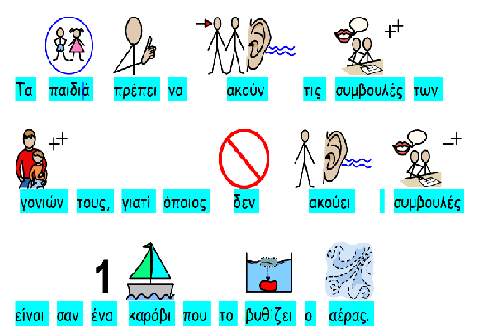 Τα παιδιά πρέπει να ακούν τις συμβουλές των
γονιών τους, γιατί όποιος δεν ακούει συμβουλές
1
είναι σαν ένα καράβι που το βυθίζει ο αέρας.